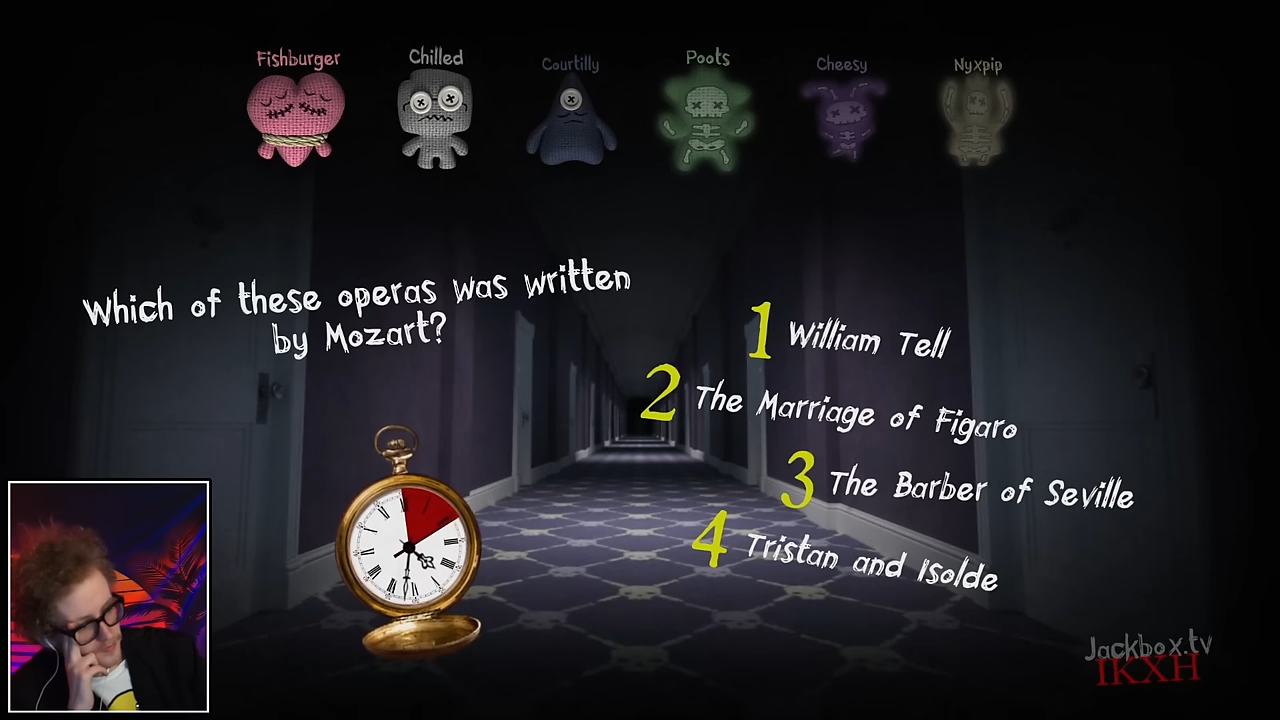 Fishburger
Chilled
Courtilly
Poots
Cheesy
Nyxpip
Which of these operas was written
by Mozart?
1 William Tell
2 The Marriage of Figaro
3 The Barber of Seville
4 Tristan and Isolde
Jackbox.tv
IKXH